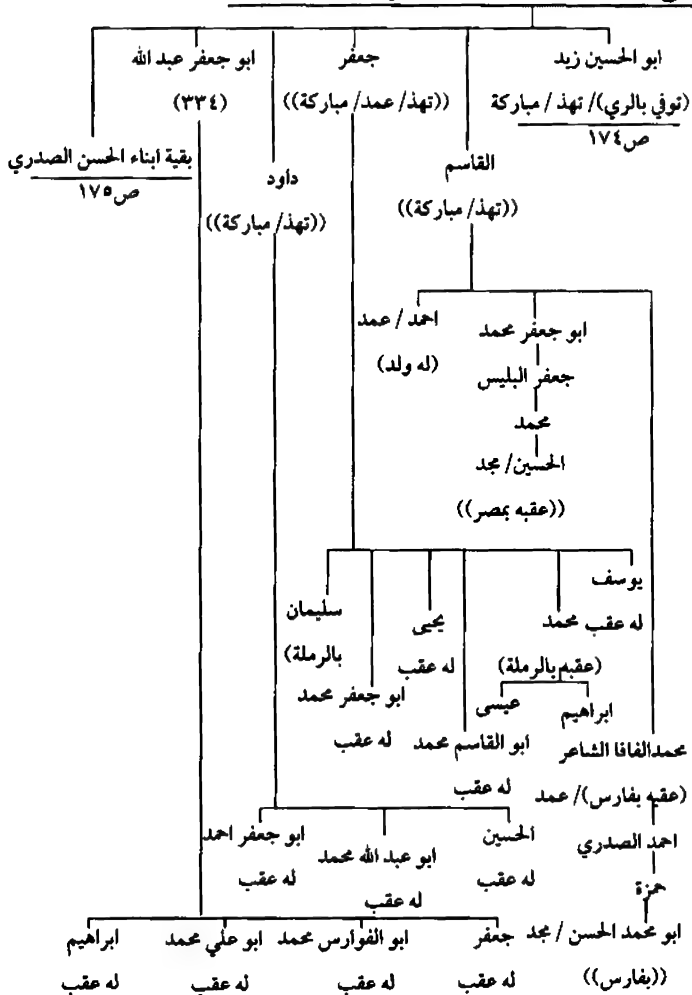 ابو الحسين زيد
(توفي بالري)/ تهذ / مباركة
ص١٧٤
جعفر
((تهذ/ عمد/ مباركة))
ابو جعفر عبد الله
(٣٣٤)
بقية ابناء الحسن الصدري
ص١٧٥
القاسم
((تهذ/ مباركة))
داود
((تهذ/ مباركة))
ابو جعفر محمد
احمد / عمد
(له ولد)
جعفر البليس
محمد
الحسين/ مجد
((عقبه بمصر))
يوسف
له عقب
محمد
(عقبه بالرملة)
ابراهيم
عيسى
يحيى
له عقب
سليمان
بالرملة)
ابو جعفر محمد
له عقب
ابو القاسم محمد
له عقب
محمد الفافا الشاعر
(عقبه بفارس)/ عمد
احمد الصدري
حمزة
ابو محمد الحسن / مجد
((بفارس))
الحسين
له عقب
ابو عبد الله محمد
له عقب
ابو جعفر احمد
له عقب
جعفر
له عقب
ابو الفوارس محمد
له عقب
ابو علي محمد
له عقب
ابراهيم
له عقب